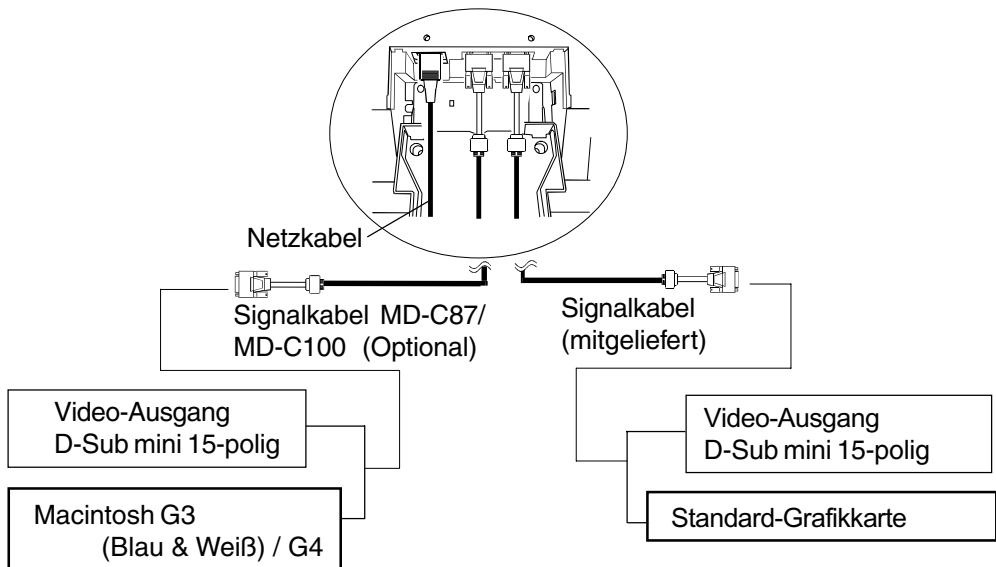 Netzkabel
Signalkabel MD-C87/
MD-C100 (Optional)
Signalkabel
(mitgeliefert)
Video-Ausgang
D-Sub mini 15-polig
Macintosh G3
(Blau & Weiß) / G4
Video-Ausgang
D-Sub mini 15-polig
Standard-Grafikkarte